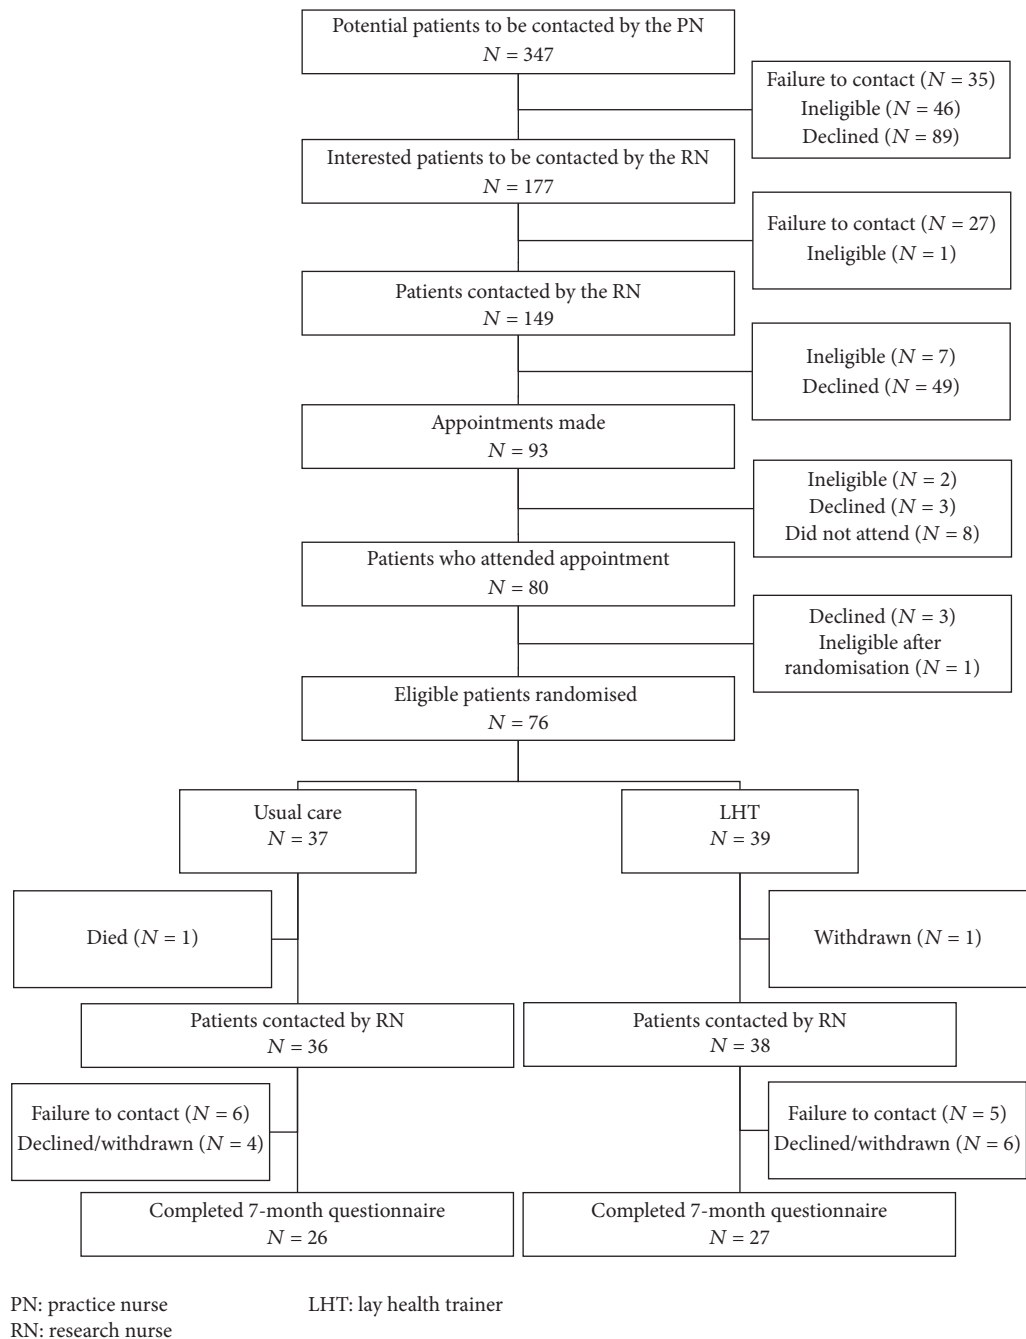 Potential patients to be contacted by the PN
N = 347
Failure to contact (N = 35)
Ineligible (N = 46)
Declined (N = 89)
Interested patients to be contacted by the RN
N = 177
Failure to contact (N = 27)
Ineligible (N = 1)
Patients contacted by the RN
N = 149
Ineligible (N = 7)
Declined (N = 49)
Appointments made
N = 93
Ineligible (N = 2)
Declined (N = 3)
Did not attend (N = 8)
Patients who attended appointment
N = 80
Declined (N = 3)
Ineligible after
randomisation (N = 1)
Eligible patients randomised
N = 76
Usual care
N = 37
LHT
N = 39
Died (N = 1)
Withdrawn (N = 1)
Patients contacted by RN
N = 36
Patients contacted by RN
N = 38
Failure to contact (N = 6)
Declined/withdrawn (N = 4)
Failure to contact (N = 5)
Declined/withdrawn (N = 6)
Completed 7-month questionnaire
N = 26
Completed 7-month questionnaire
N = 27
PN: practice nurse
RN: research nurse
LHT: lay health trainer